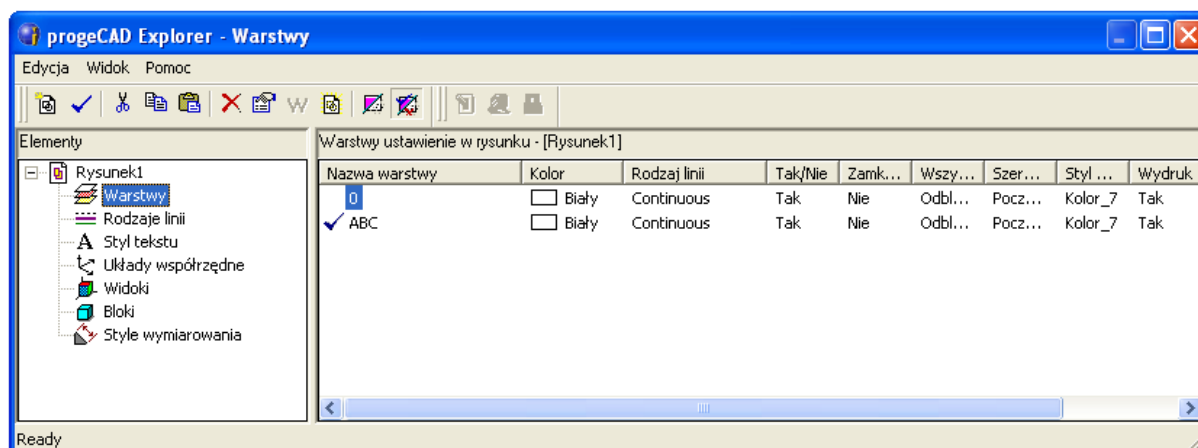 progeCAD Explorer - Warstwy
Edycja Widok Pomoc
Elementy
Warstwy ustawienie w rysunku - [Rysunek1]
Rysunek1
Warstwy
Rodzaje linii
Styl tekstu
Układy współrzędne
Widoki
Bloki
Style wymiarowania
Nazwa warstwy Kolor Rodzaj linii Tak/Nie Zamk... Wszy... Szer... Styl ... Wydruk
0 Biały Continuous Tak Nie Odbl... Pocz... Kolor_7 Tak
ABC Biały Continuous Tak Nie Odbl... Pocz... Kolor_7 Tak
Ready